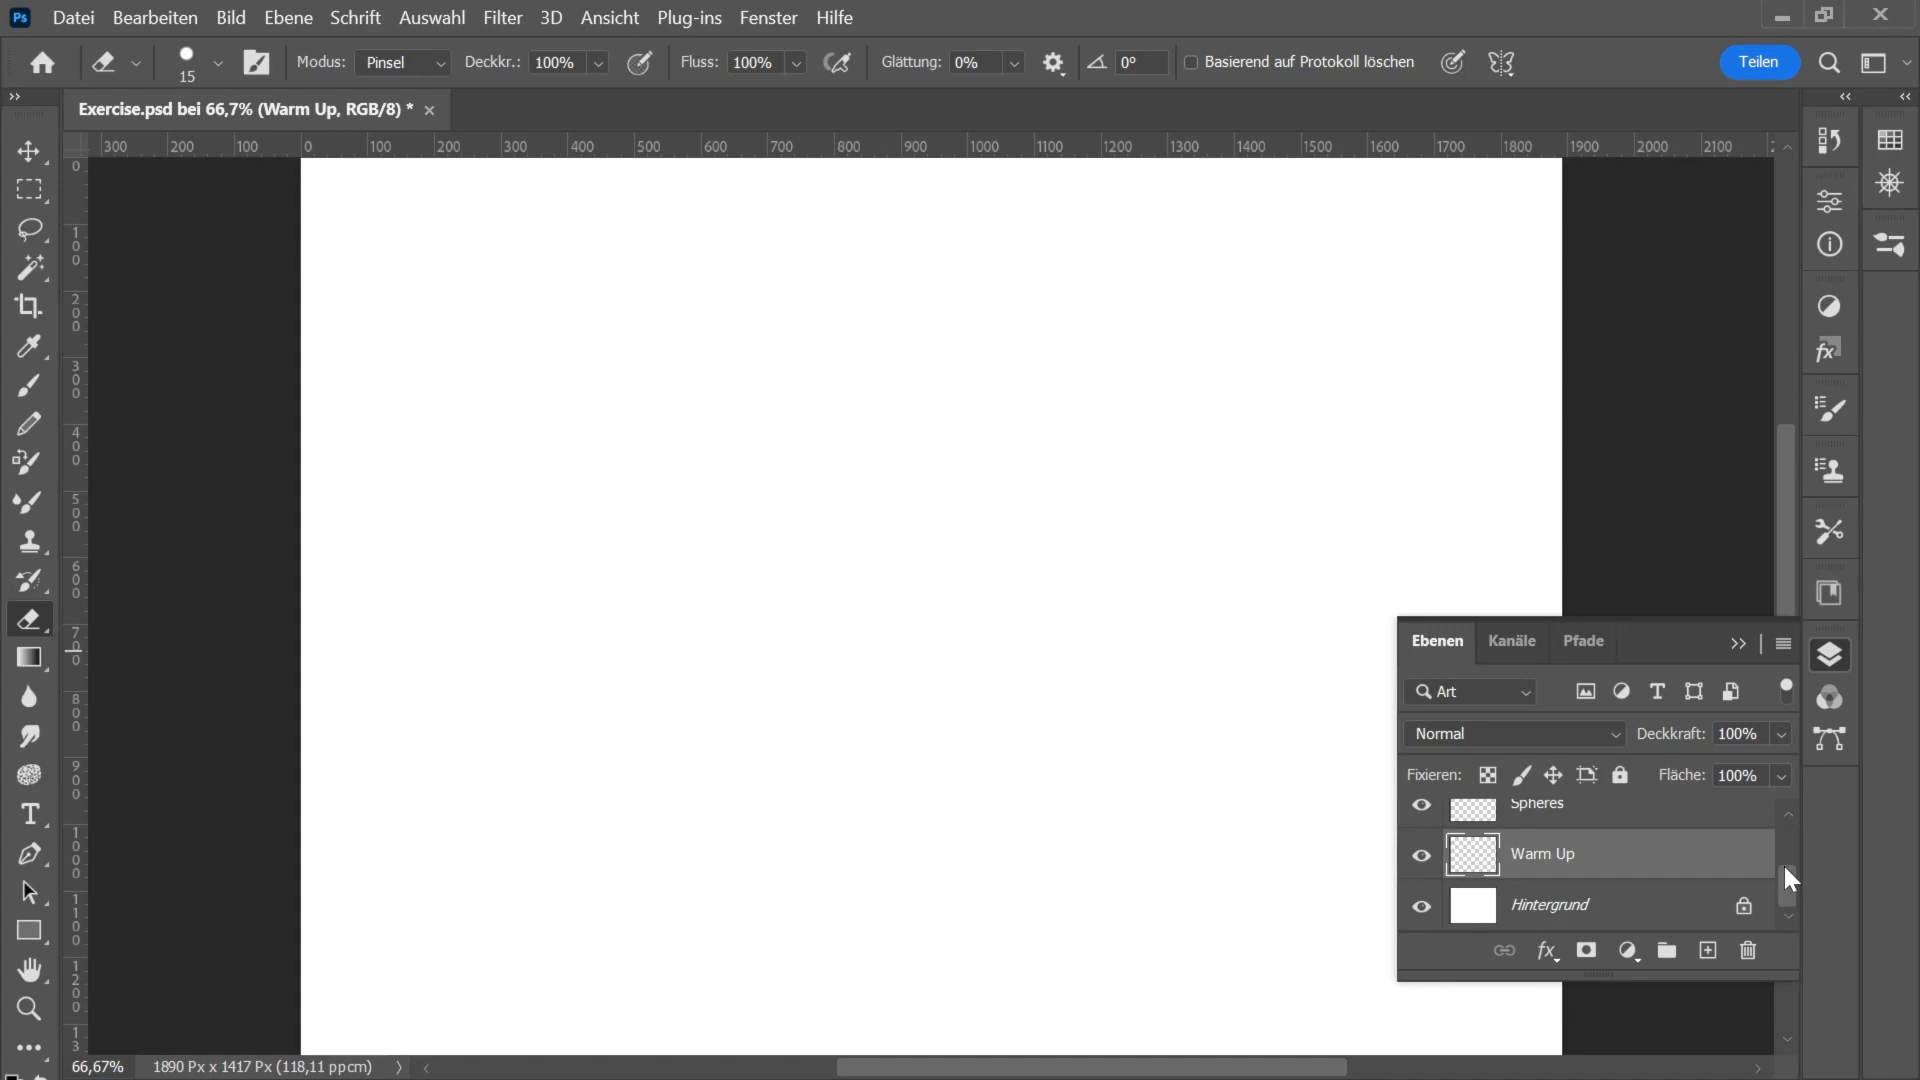 Ps Datei Bearbeiten Bild Ebene Schrift Auswahl Filter 3D Ansicht Plug-ins Fenster Hilfe
15 Modus: Pinsel Deckkr.: 100% Fluss: 100% Glättung: 0% 0° Basierend auf Protokoll löschen Teilen
Exercise.psd bei 66,7% (Warm Up, RGB/8) *
300 200 100 0 100 200 300 400 500 600 700 800 900 1000 1100 1200 1300 1400 1500 1600 1700 1800 1900 2000 2100
0
100
200
300
400
500
600
700
800
900
1000
1100
1200
13
Ebenen Kanäle Pfade
Art
Normal Deckkraft: 100%
Fixieren: Fläche: 100%
Spheres
Warm Up
Hintergrund
fx
66,67% 1890 Px x 1417 Px (118,11 ppcm)